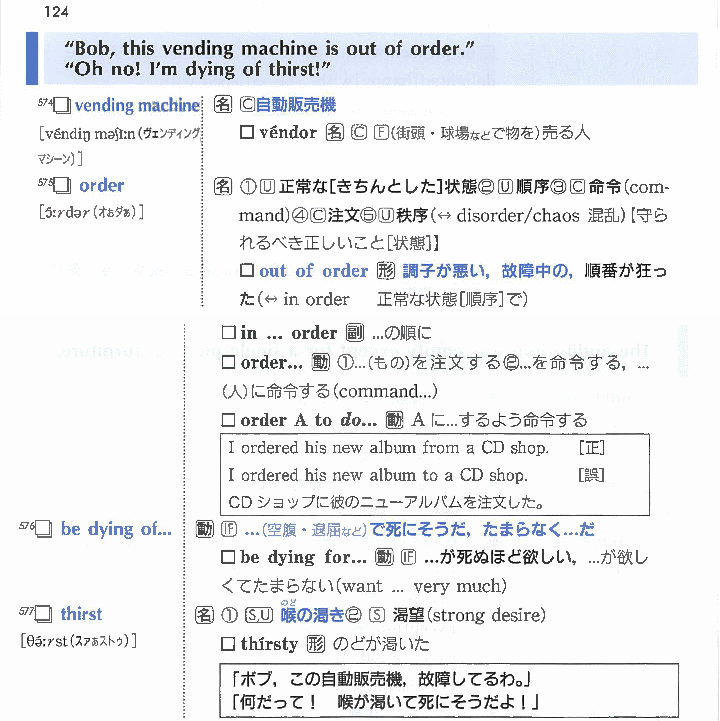 124
“Bob, this vending machine is out of order.”
“Oh no! I'm dying of thirst!”
574□ vending machine 名 Ⓒ自動販売機
[véndiŋ məʃíːn (ヴェンディング マシーン)]
□ véndor 名 Ⓒ Ⓕ(街頭・球場などで物を)売る人
575□ order 名 ①Ⓤ正常な[きちんとした]状態②Ⓤ順序③Ⓒ命令(com-
[ɔ́ːrdər (オぉダぁ)] mand)④Ⓒ注文⑤Ⓤ秩序(↔ disorder/chaos 混乱)【守ら
れるべき正しいこと[状態]】
□ out of order 形 調子が悪い，故障中の，順番が狂っ
た(↔ in order 正常な状態[順序]で)
□ in ... order 副 ...の順に
□ order... 動 ①...(もの)を注文する②...を命令する，...
(人)に命令する(command...)
□ order A to do... 動 A に...するよう命令する
I ordered his new album from a CD shop. [正]
I ordered his new album to a CD shop. [誤]
CD ショップに彼のニューアルバムを注文した。
576□ be dying of... 動 IF ...(空腹・退屈など)で死にそうだ，たまらなく...だ
□ be dying for... 動 IF ...が死ぬほど欲しい，...が欲し
くてたまらない(want ... very much)
577□ thirst 名 ① S,U 喉の渇き② S 渇望(strong desire)
[θə́ːrst (スァぁストゥ)] □ thírsty 形 のどが渇いた
「ボブ，この自動販売機，故障してるわ。」
「何だって！ 喉が渇いて死にそうだよ！」